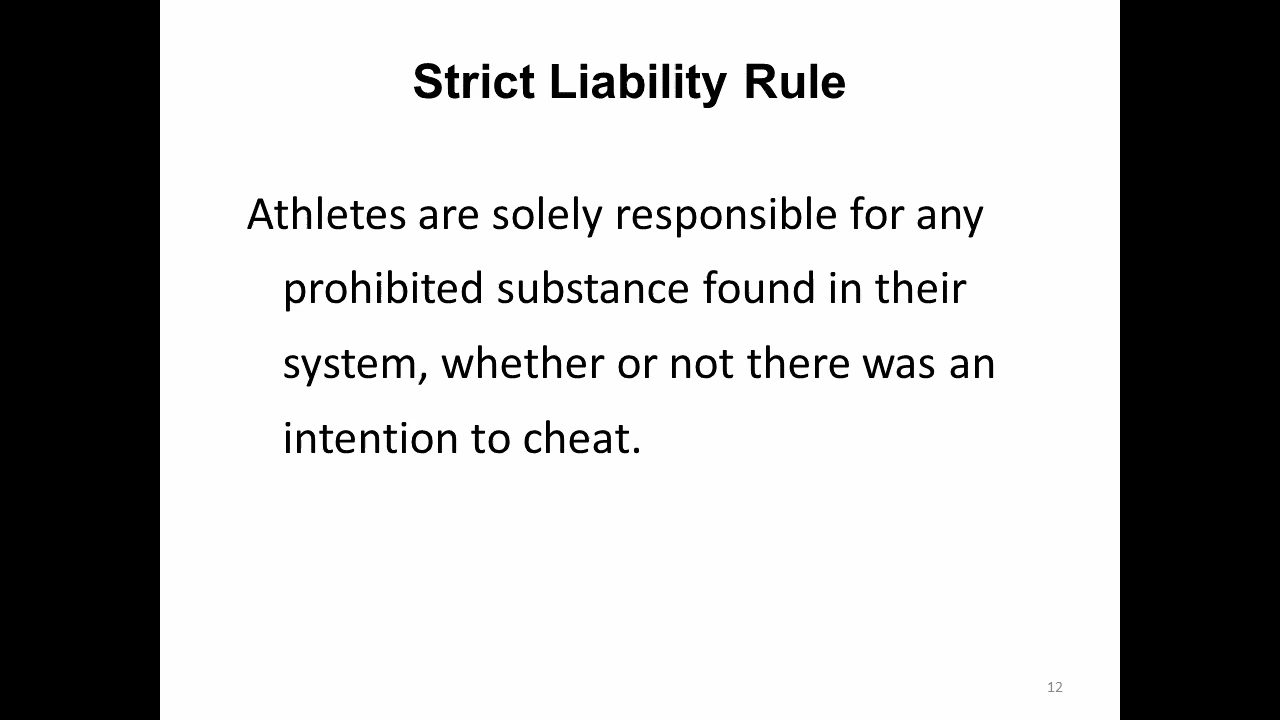 Strict Liability Rule
Athletes are solely responsible for any
prohibited substance found in their
system, whether or not there was an
intention to cheat.
12